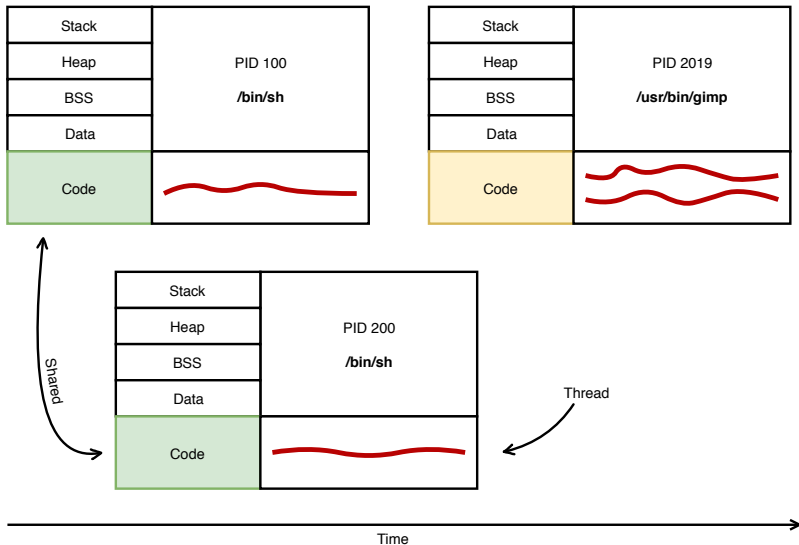 Stack
Heap
BSS
Data
Code
PID 100
/bin/sh
Stack
Heap
BSS
Data
Code
PID 2019
/usr/bin/gimp
Shared
Stack
Heap
BSS
Data
Code
PID 200
/bin/sh
Thread
Time